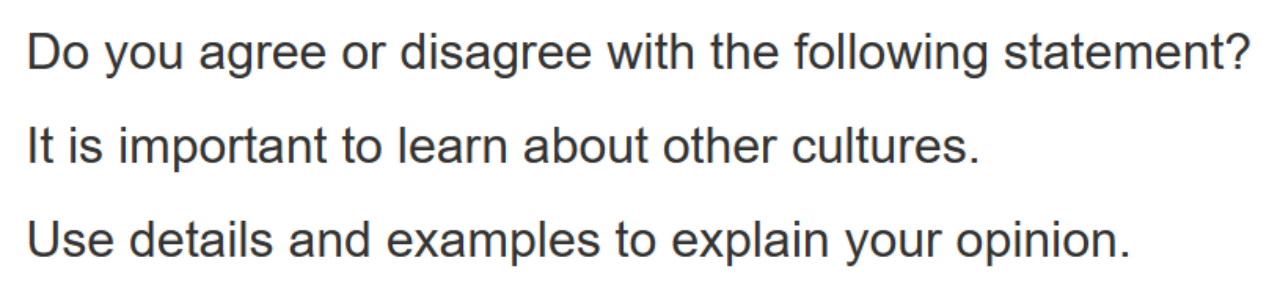 Do you agree or disagree with the following statement?
It is important to learn about other cultures.
Use details and examples to explain your opinion.